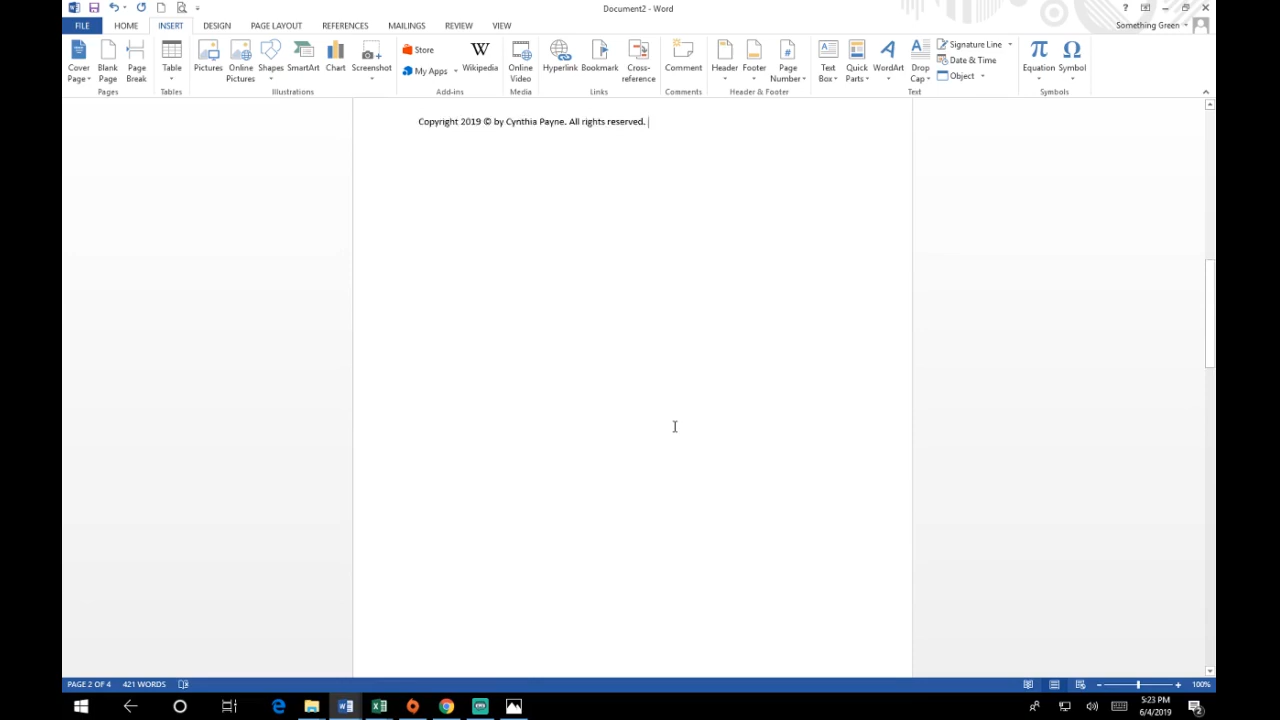 Document2 - Word
?
FILE HOME INSERT DESIGN PAGE LAYOUT REFERENCES MAILINGS REVIEW VIEW
Something Green
Cover Page
Blank Page
Page Break
Pages
Table
Tables
Pictures
Online Pictures
Shapes
SmartArt
Chart
Screenshot
Illustrations
Store
My Apps
W
Wikipedia
Add-ins
Online Video
Media
Hyperlink
Bookmark
Cross-reference
Links
Comment
Comments
Header
Footer
Page Number
Header & Footer
Text Box
Quick Parts
WordArt
Drop Cap
Signature Line
Date & Time
Object
Text
π
Equation
Ω
Symbol
Symbols
Copyright 2019 © by Cynthia Payne. All rights reserved.
PAGE 2 OF 4 421 WORDS
100%
5:23 PM
6/4/2019